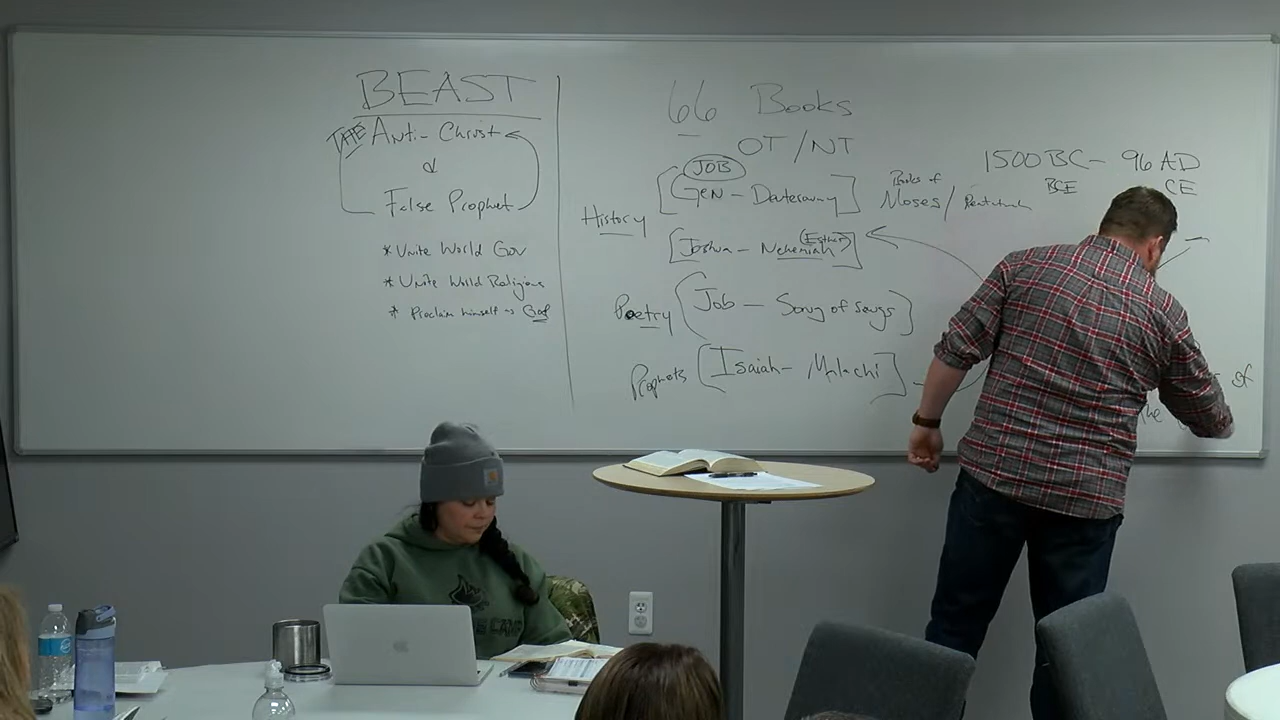 BEAST
THE Anti-Christ
&
False Prophet
* Unite World Gov
* Unite World Religions
* Proclaim himself as God
66 Books
OT/NT
JOB
GEN - Deuteronomy
History
(Esther)
Joshua - Nehemiah
Poetry
Job - Song of Songs
Prophets
Isaiah - Malachi
1500 BC - 96 AD
BCE CE
Books of
Moses/
of
the